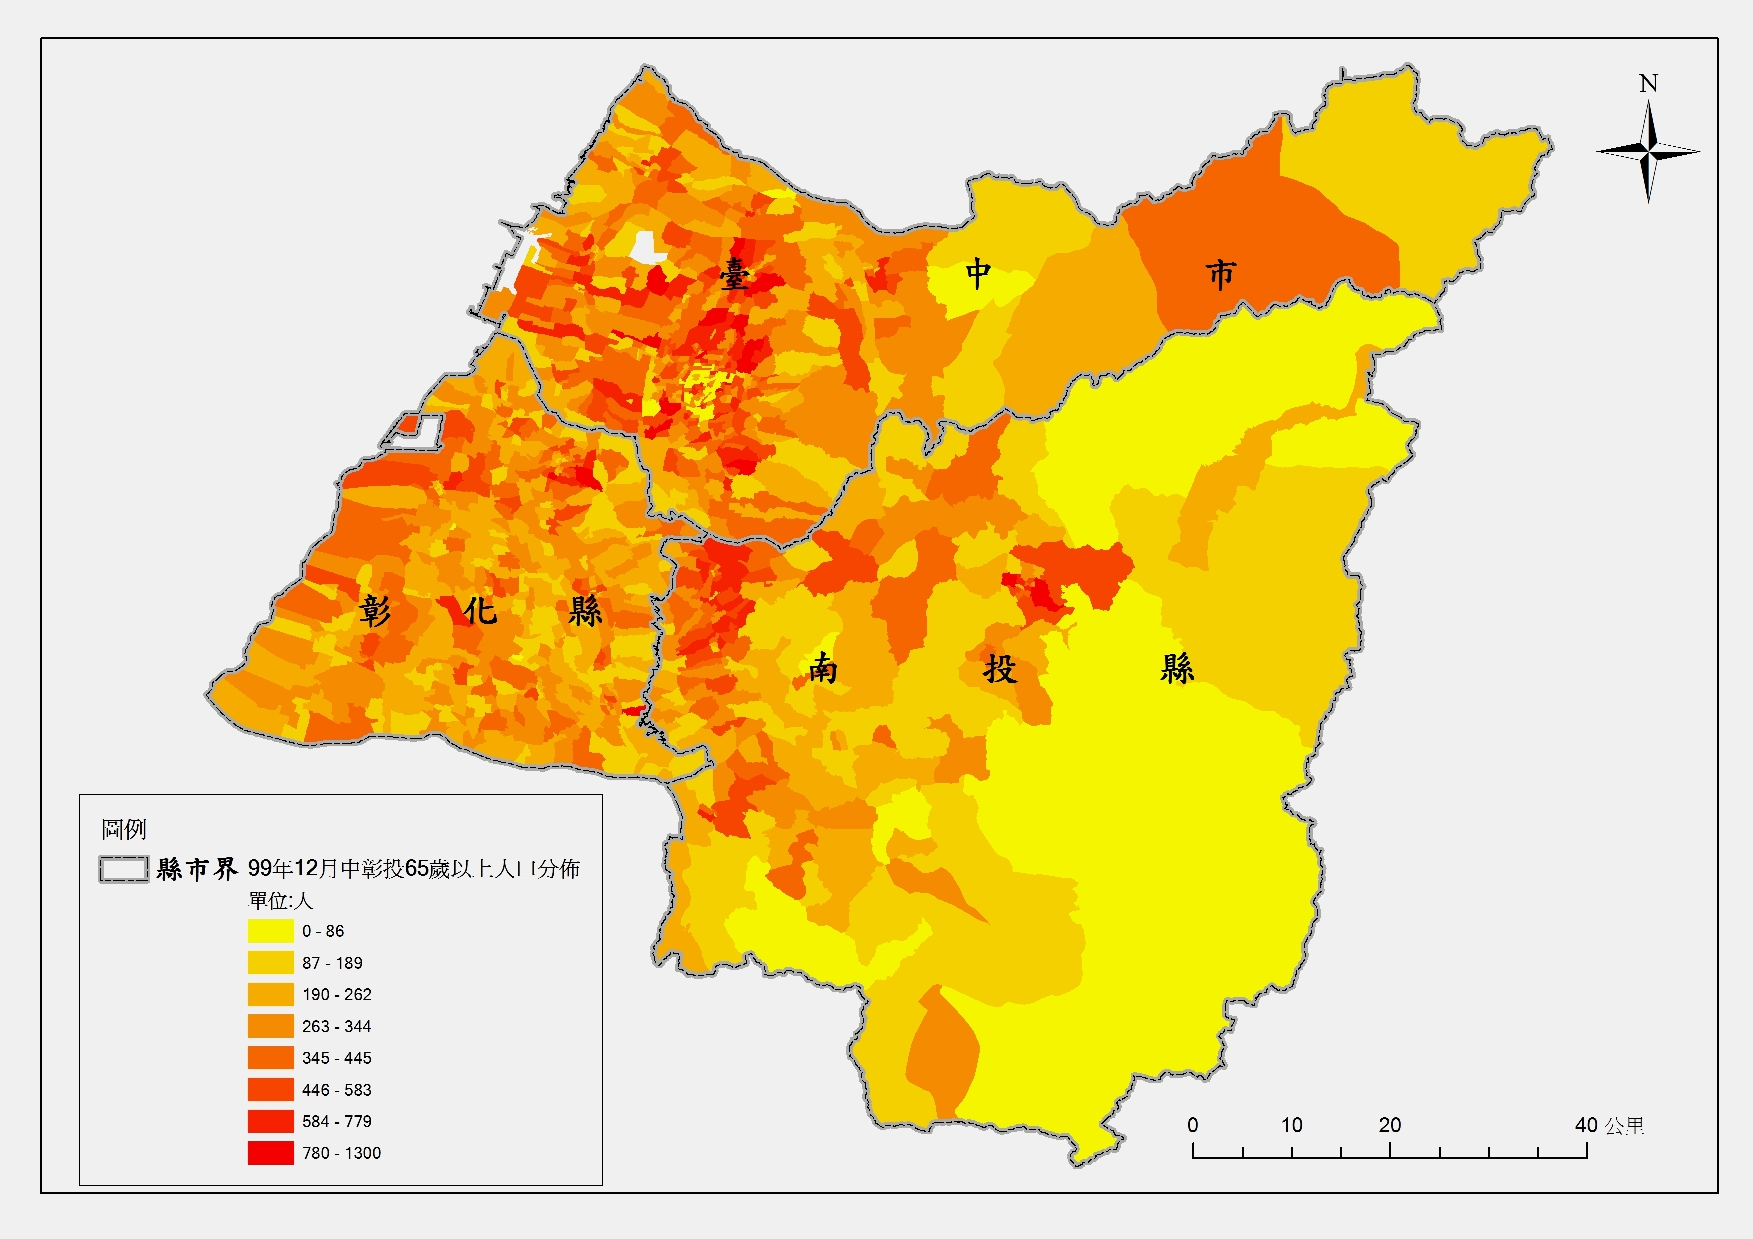 N
臺中市
彰化縣
南投縣
圖例
縣市界
99年12月中彰投65歲以上人口分佈
單位:人
0 - 86
87 - 189
190 - 262
263 - 344
345 - 445
446 - 583
584 - 779
780 - 1300
0 10 20 40 公里